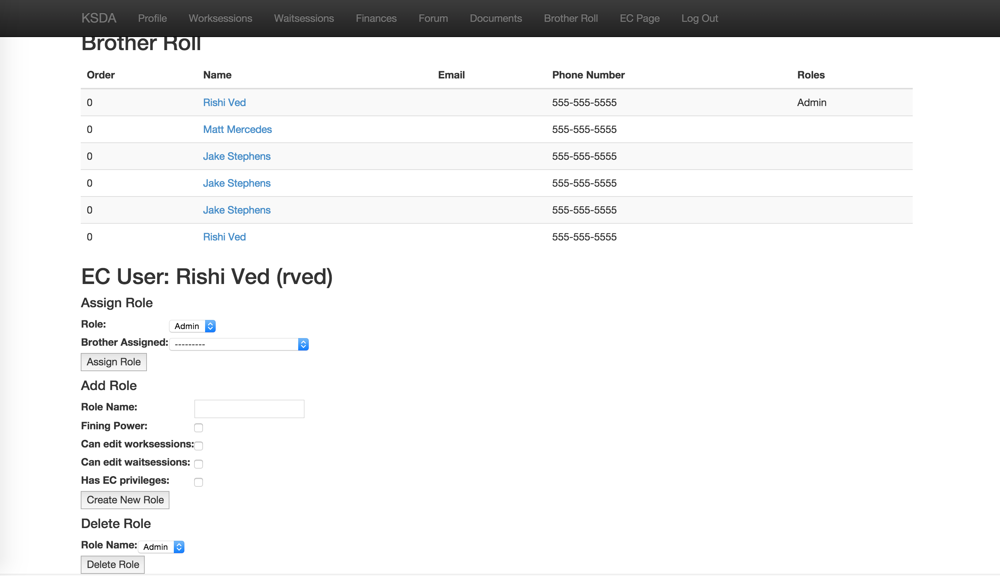 KSDA Profile Worksessions Waitsessions Finances Forum Documents Brother Roll EC Page Log Out
Brother Roll
Order Name Email Phone Number Roles
0 Rishi Ved 555-555-5555 Admin
0 Matt Mercedes 555-555-5555
0 Jake Stephens 555-555-5555
0 Jake Stephens 555-555-5555
0 Jake Stephens 555-555-5555
0 Rishi Ved 555-555-5555
EC User: Rishi Ved (rved)
Assign Role
Role: Admin
Brother Assigned: ---------
Assign Role
Add Role
Role Name:
Fining Power:
Can edit worksessions:
Can edit waitsessions:
Has EC privileges:
Create New Role
Delete Role
Role Name: Admin
Delete Role